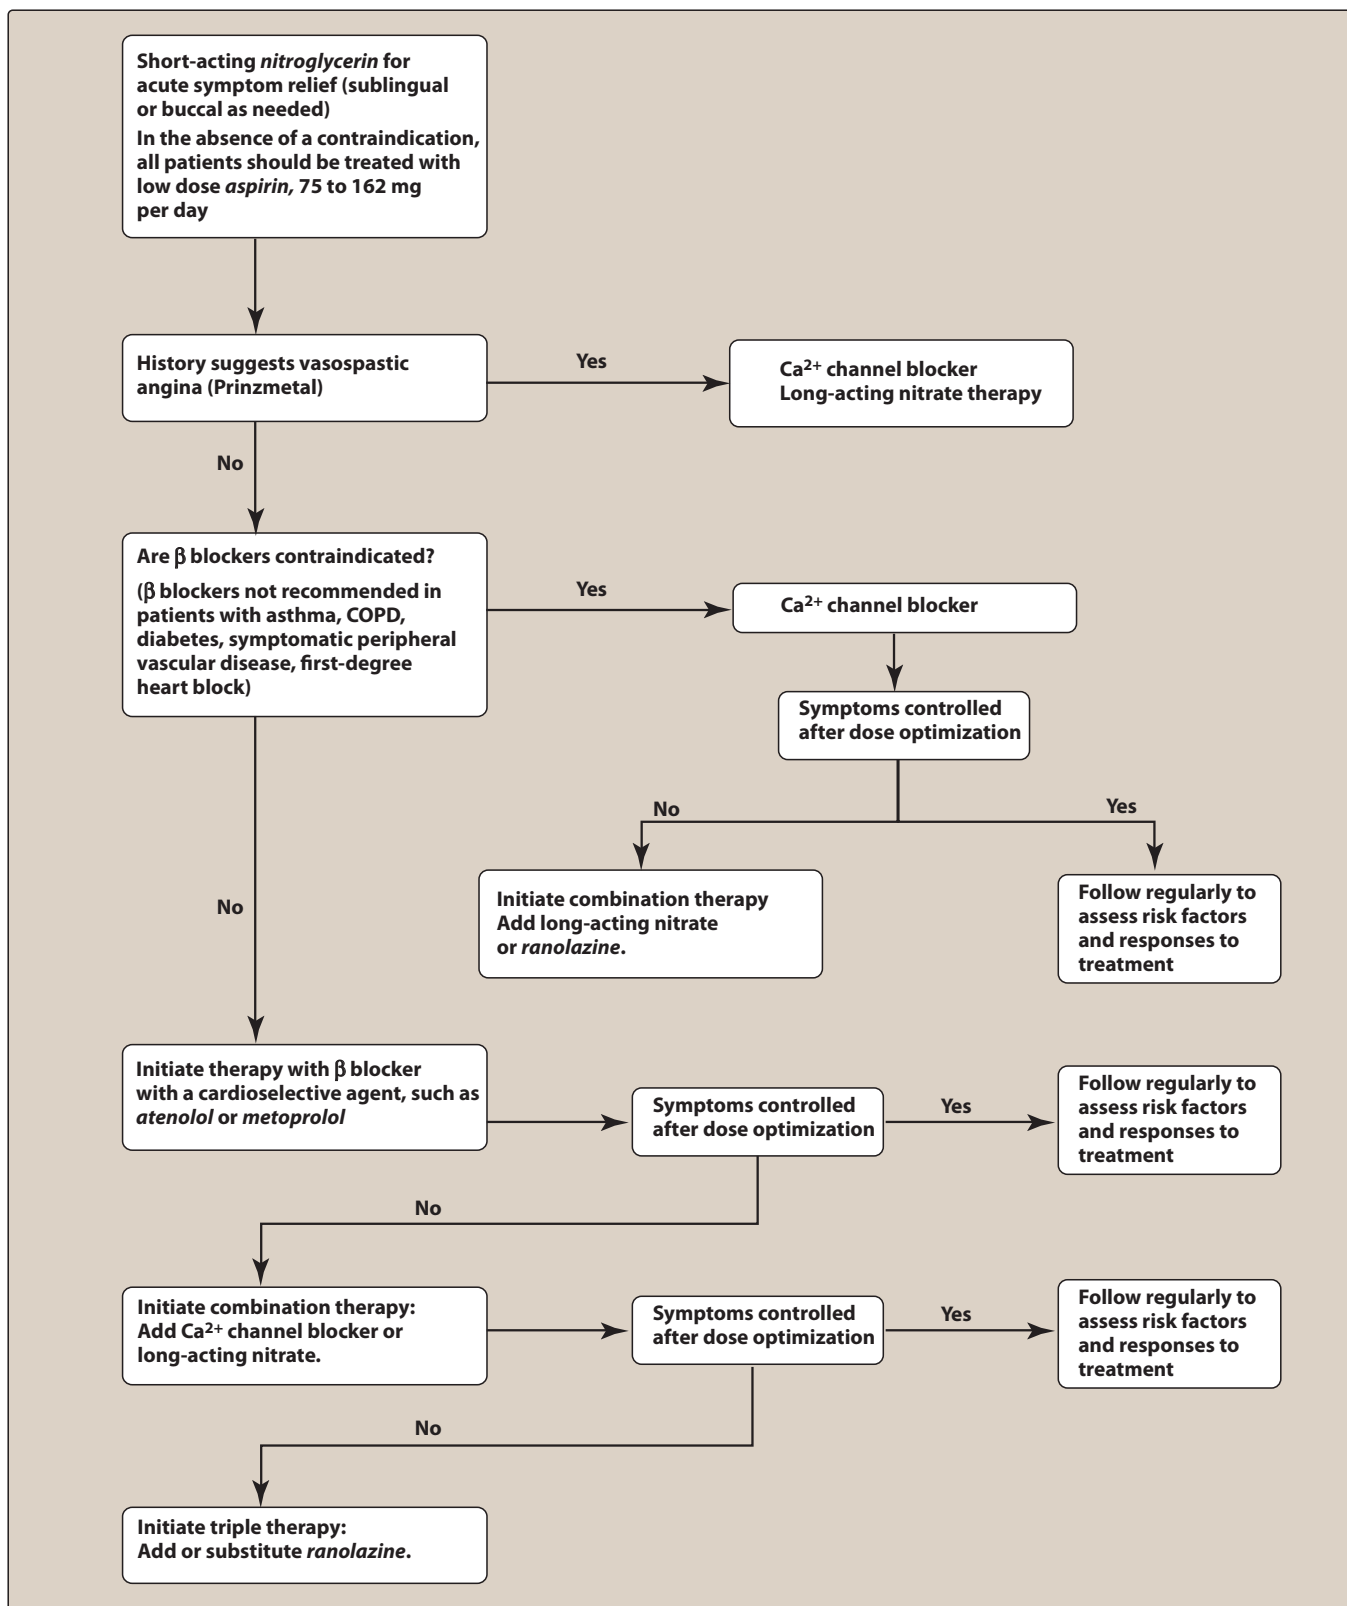 Short-acting nitroglycerin for
acute symptom relief (sublingual
or buccal as needed)
In the absence of a contraindication,
all patients should be treated with
low dose aspirin, 75 to 162 mg
per day
History suggests vasospastic
angina (Prinzmetal)
Yes
Ca2+ channel blocker
Long-acting nitrate therapy
No
Are β blockers contraindicated?
(β blockers not recommended in
patients with asthma, COPD,
diabetes, symptomatic peripheral
vascular disease, first-degree
heart block)
Yes
Ca2+ channel blocker
Symptoms controlled
after dose optimization
No
Yes
Initiate combination therapy
Add long-acting nitrate
or ranolazine.
Follow regularly to
assess risk factors
and responses to
treatment
No
Initiate therapy with β blocker
with a cardioselective agent, such as
atenolol or metoprolol
Symptoms controlled
after dose optimization
Yes
Follow regularly to
assess risk factors
and responses to
treatment
No
Initiate combination therapy:
Add Ca2+ channel blocker or
long-acting nitrate.
Symptoms controlled
after dose optimization
Yes
Follow regularly to
assess risk factors
and responses to
treatment
No
Initiate triple therapy:
Add or substitute ranolazine.